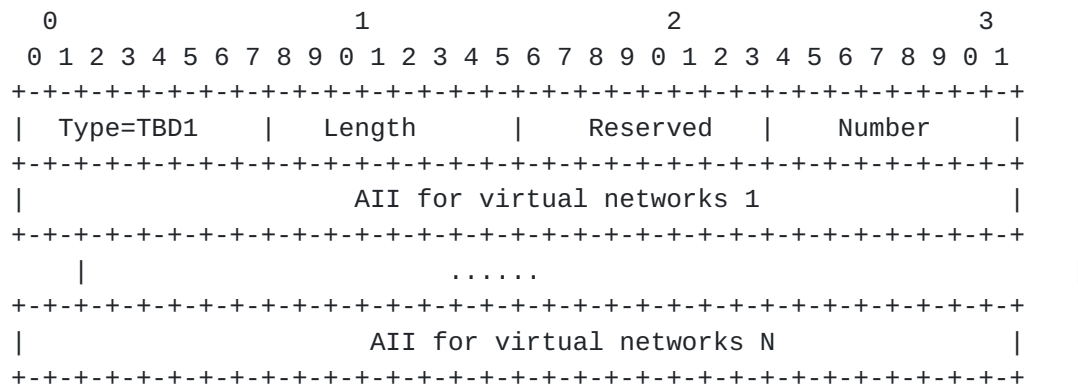 0                   1                   2                   3
 0 1 2 3 4 5 6 7 8 9 0 1 2 3 4 5 6 7 8 9 0 1 2 3 4 5 6 7 8 9 0 1
+-+-+-+-+-+-+-+-+-+-+-+-+-+-+-+-+-+-+-+-+-+-+-+-+-+-+-+-+-+-+-+-+
|  Type=TBD1    |   Length      |    Reserved   |    Number     |
+-+-+-+-+-+-+-+-+-+-+-+-+-+-+-+-+-+-+-+-+-+-+-+-+-+-+-+-+-+-+-+-+
|                     AII for virtual networks 1                |
+-+-+-+-+-+-+-+-+-+-+-+-+-+-+-+-+-+-+-+-+-+-+-+-+-+-+-+-+-+-+-+-+
    |                       ......                                  |
+-+-+-+-+-+-+-+-+-+-+-+-+-+-+-+-+-+-+-+-+-+-+-+-+-+-+-+-+-+-+-+-+
|                      AII for virtual networks N               |
+-+-+-+-+-+-+-+-+-+-+-+-+-+-+-+-+-+-+-+-+-+-+-+-+-+-+-+-+-+-+-+-+